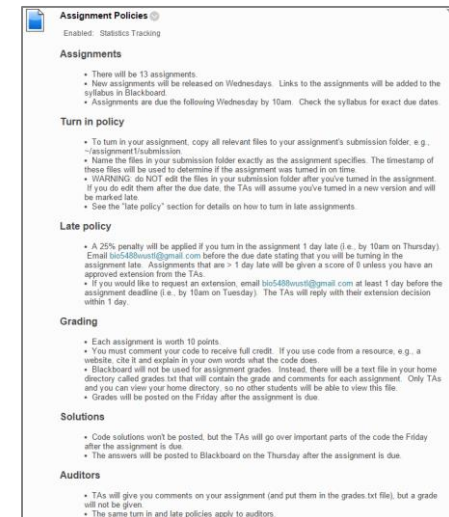 Assignment Policies
Enabled: Statistics Tracking
Assignments
• There will be 13 assignments.
• New assignments will be released on Wednesdays. Links to the assignments will be added to the
syllabus in Blackboard.
• Assignments are due the following Wednesday by 10am. Check the syllabus for exact due dates.
Turn in policy
• To turn in your assignment, copy all relevant files to your assignment's submission folder, e.g.,
~/assignment1/submission.
• Name the files in your submission folder exactly as the assignment specifies. The timestamp of
these files will be used to determine if the assignment was turned in on time.
• WARNING: do NOT edit the files in your submission folder after you've turned in the assignment.
If you do edit them after the due date, the TAs will assume you've turned in a new version and will
be marked late.
• See the "late policy" section for details on how to turn in late assignments.
Late policy
• A 25% penalty will be applied if you turn in the assignment 1 day late (i.e., by 10am on Thursday).
Email bio5488wustl@gmail.com before the due date stating that you will be turning in the
assignment late. Assignments that are > 1 day late will be given a score of 0 unless you have an
approved extension from the TAs.
• If you would like to request an extension, email bio5488wustl@gmail.com at least 1 day before the
assignment deadline (i.e., by 10am on Tuesday). The TAs will reply with their extension decision
within 1 day.
Grading
• Each assignment is worth 10 points.
• You must comment your code to receive full credit. If you use code from a resource, e.g., a
website, cite it and explain in your own words what the code does.
• Blackboard will not be used for assignment grades. Instead, there will be a text file in your home
directory called grades.txt that will contain the grade and comments for each assignment. Only TAs
and you can view your home directory, so no other students will be able to view this file.
• Grades will be posted on the Friday after the assignment is due.
Solutions
• Code solutions won't be posted, but the TAs will go over important parts of the code the Friday
after the assignment is due.
• The answers will be posted to Blackboard on the Thursday after the assignment is due.
Auditors
• TAs will give you comments on your assignment (and put them in the grades.txt file), but a grade
will not be given.
• The same turn in and late policies apply to auditors.